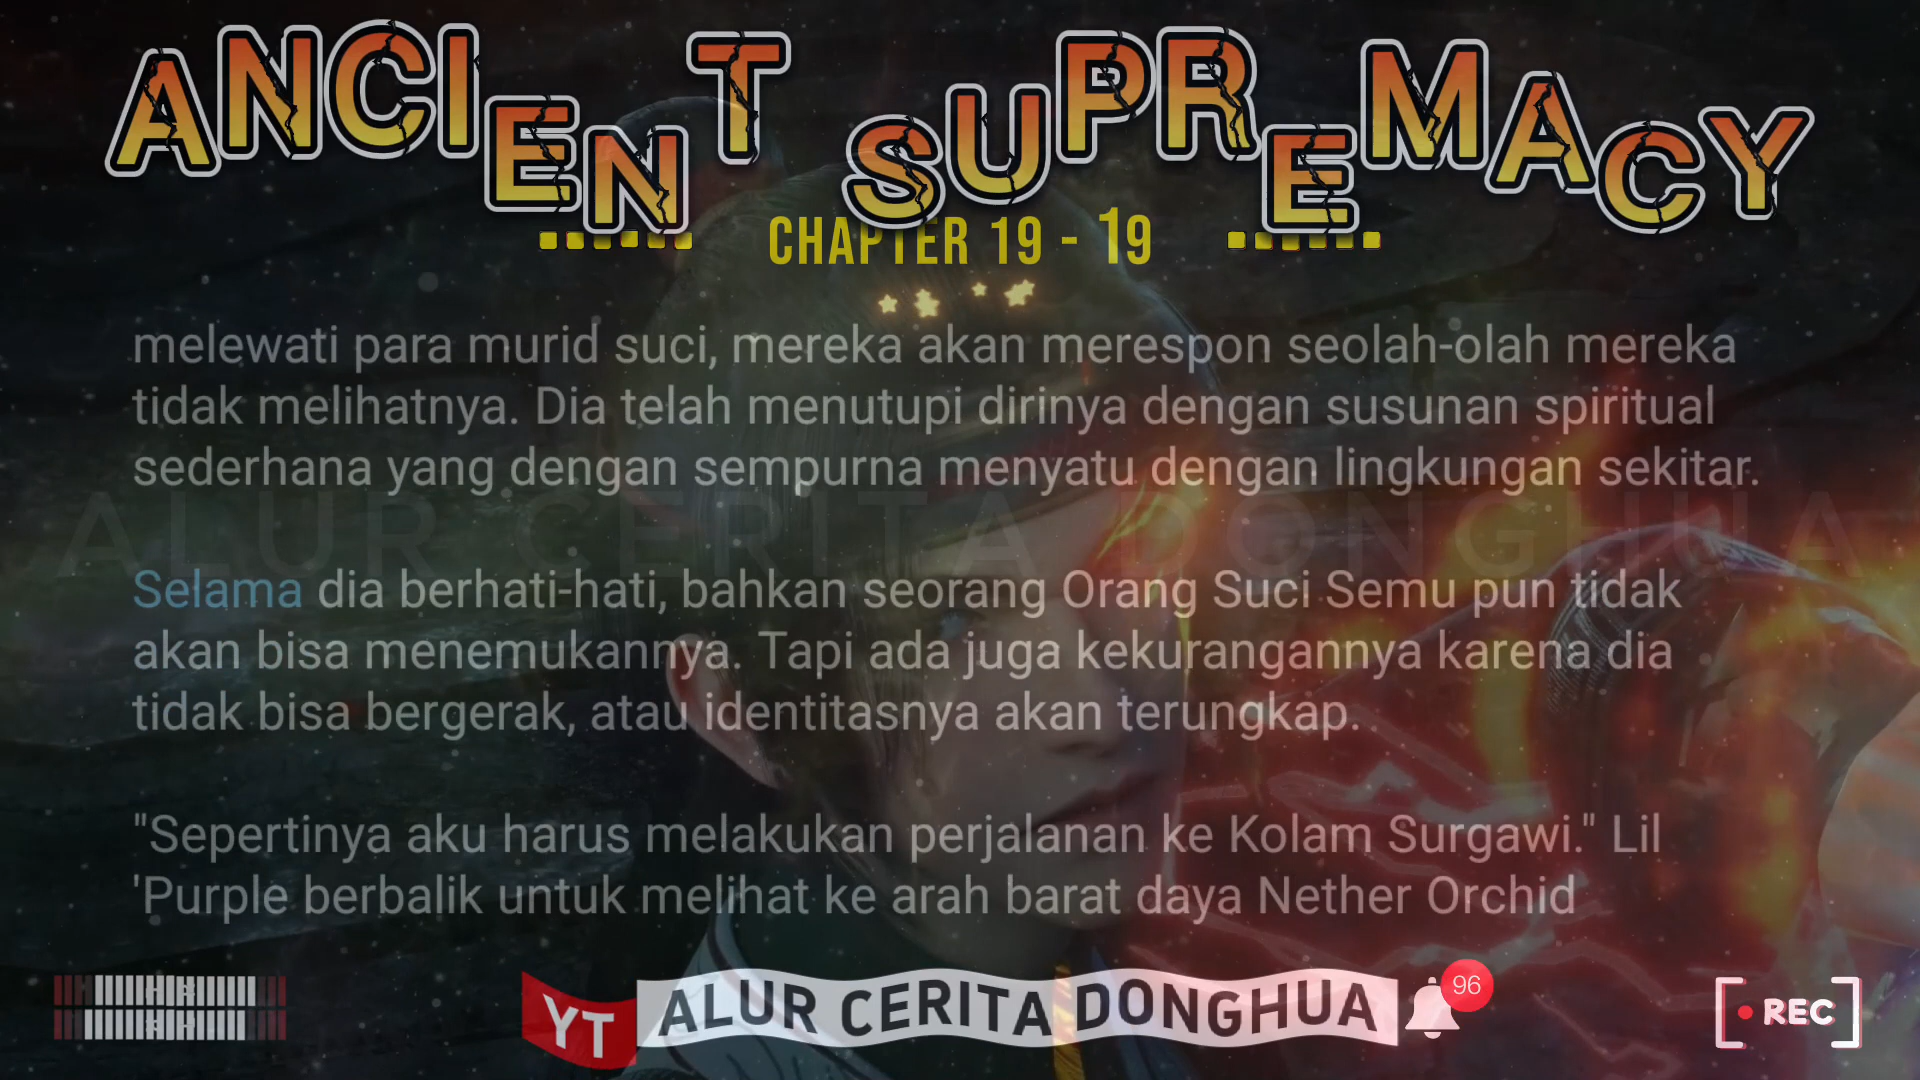 ANCIENT SUPREMACY
CHAPTER 19 - 19
melewati para murid suci, mereka akan merespon seolah-olah mereka
tidak melihatnya. Dia telah menutupi dirinya dengan susunan spiritual
sederhana yang dengan sempurna menyatu dengan lingkungan sekitar.
ALUR CERITA DONGHUA
Selama dia berhati-hati, bahkan seorang Orang Suci Semu pun tidak
akan bisa menemukannya. Tapi ada juga kekurangannya karena dia
tidak bisa bergerak, atau identitasnya akan terungkap.
"Sepertinya aku harus melakukan perjalanan ke Kolam Surgawi." Lil
'Purple berbalik untuk melihat ke arah barat daya Nether Orchid
YT ALUR CERITA DONGHUA 96
REC